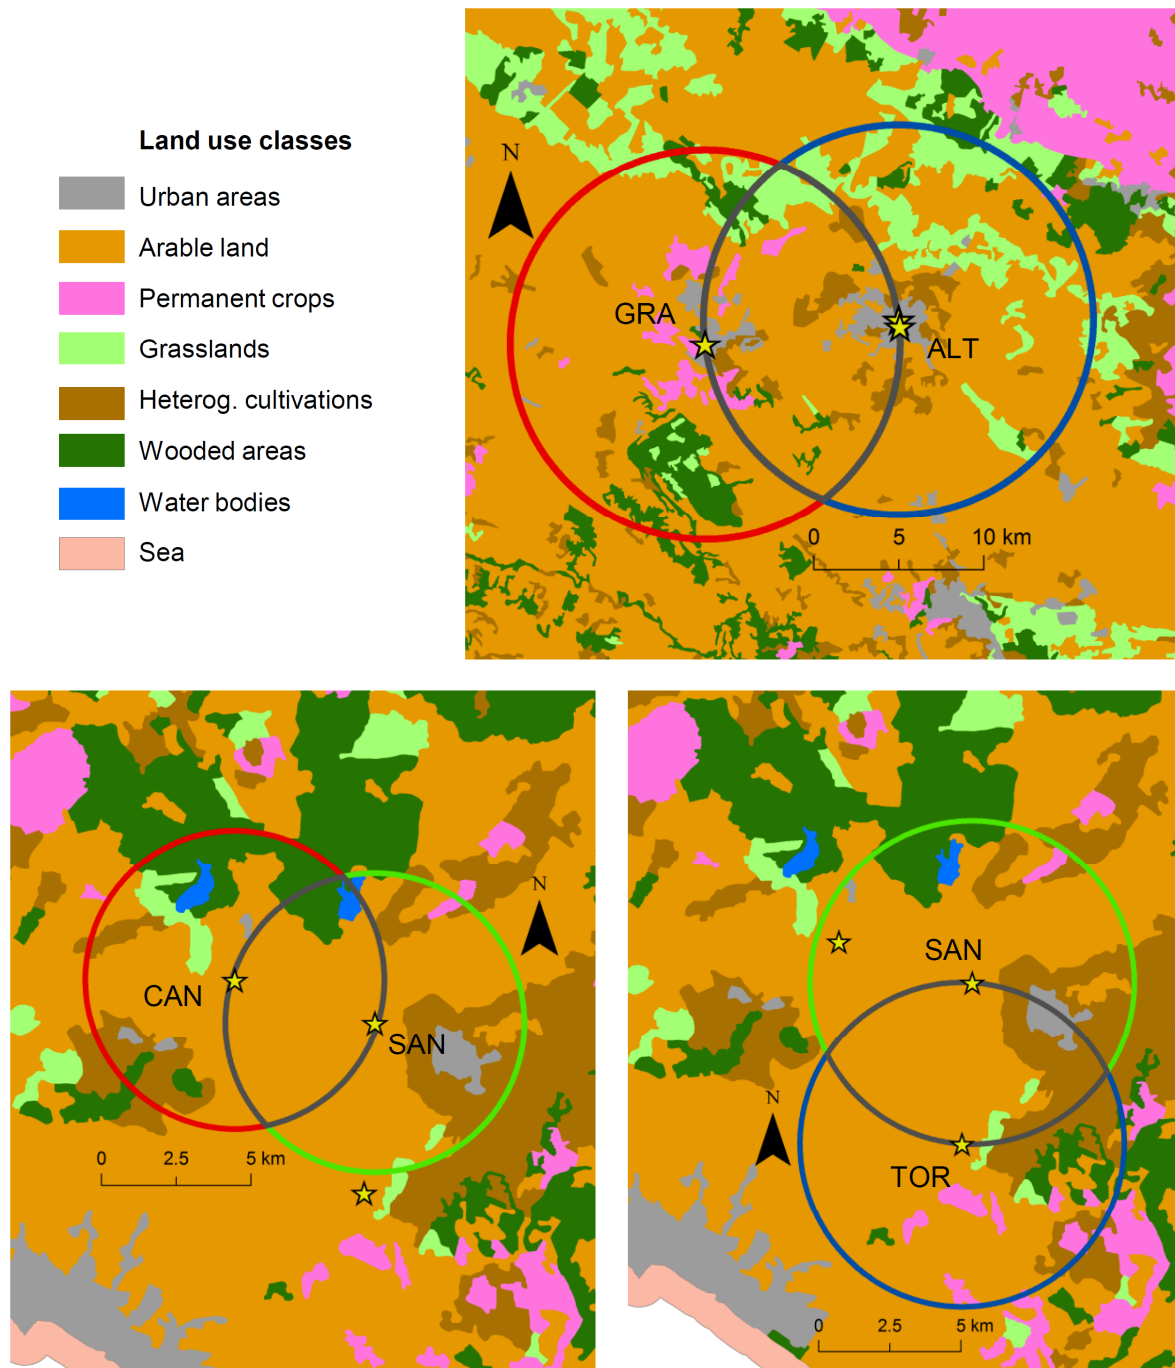 Land use classes
Urban areas
Arable land
Permanent crops
Grasslands
Heterog. cultivations
Wooded areas
Water bodies
Sea
N
GRA
ALT
0 5 10 km
N
CAN
SAN
0 2.5 5 km
SAN
N
TOR
0 2.5 5 km